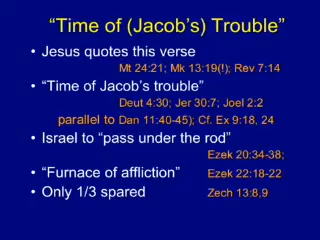 “Time of (Jacob’s) Trouble”
• Jesus quotes this verse
Mt 24:21; Mk 13:19(!); Rev 7:14
• “Time of Jacob’s trouble”
Deut 4:30; Jer 30:7; Joel 2:2
parallel to Dan 11:40-45); Cf. Ex 9:18, 24
• Israel to “pass under the rod”
Ezek 20:34-38;
• “Furnace of affliction” Ezek 22:18-22
• Only 1/3 spared Zech 13:8,9